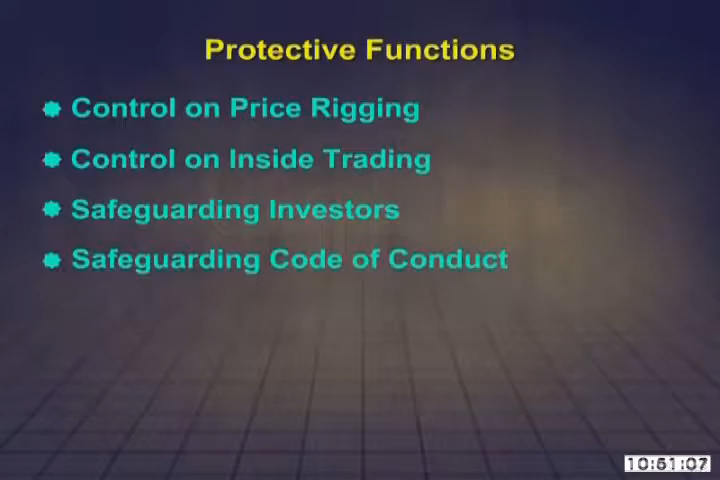 Protective Functions
Control on Price Rigging
Control on Inside Trading
Safeguarding Investors
Safeguarding Code of Conduct
10:51:07